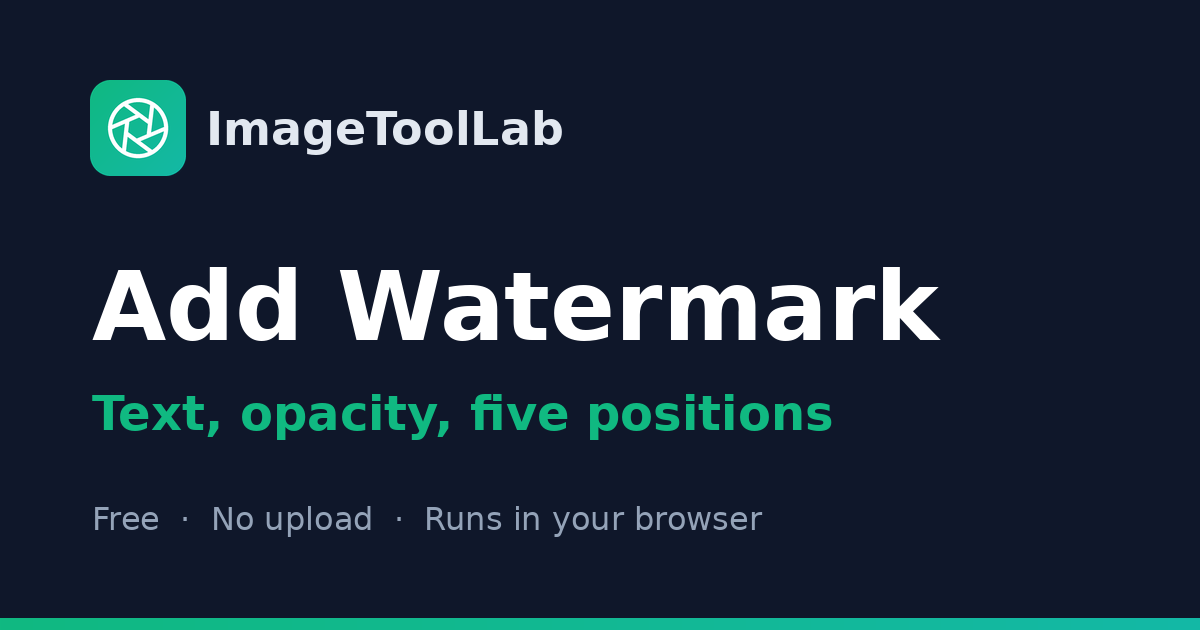 ImageToolLab
Add Watermark
Text, opacity, five positions
Free · No upload · Runs in your browser